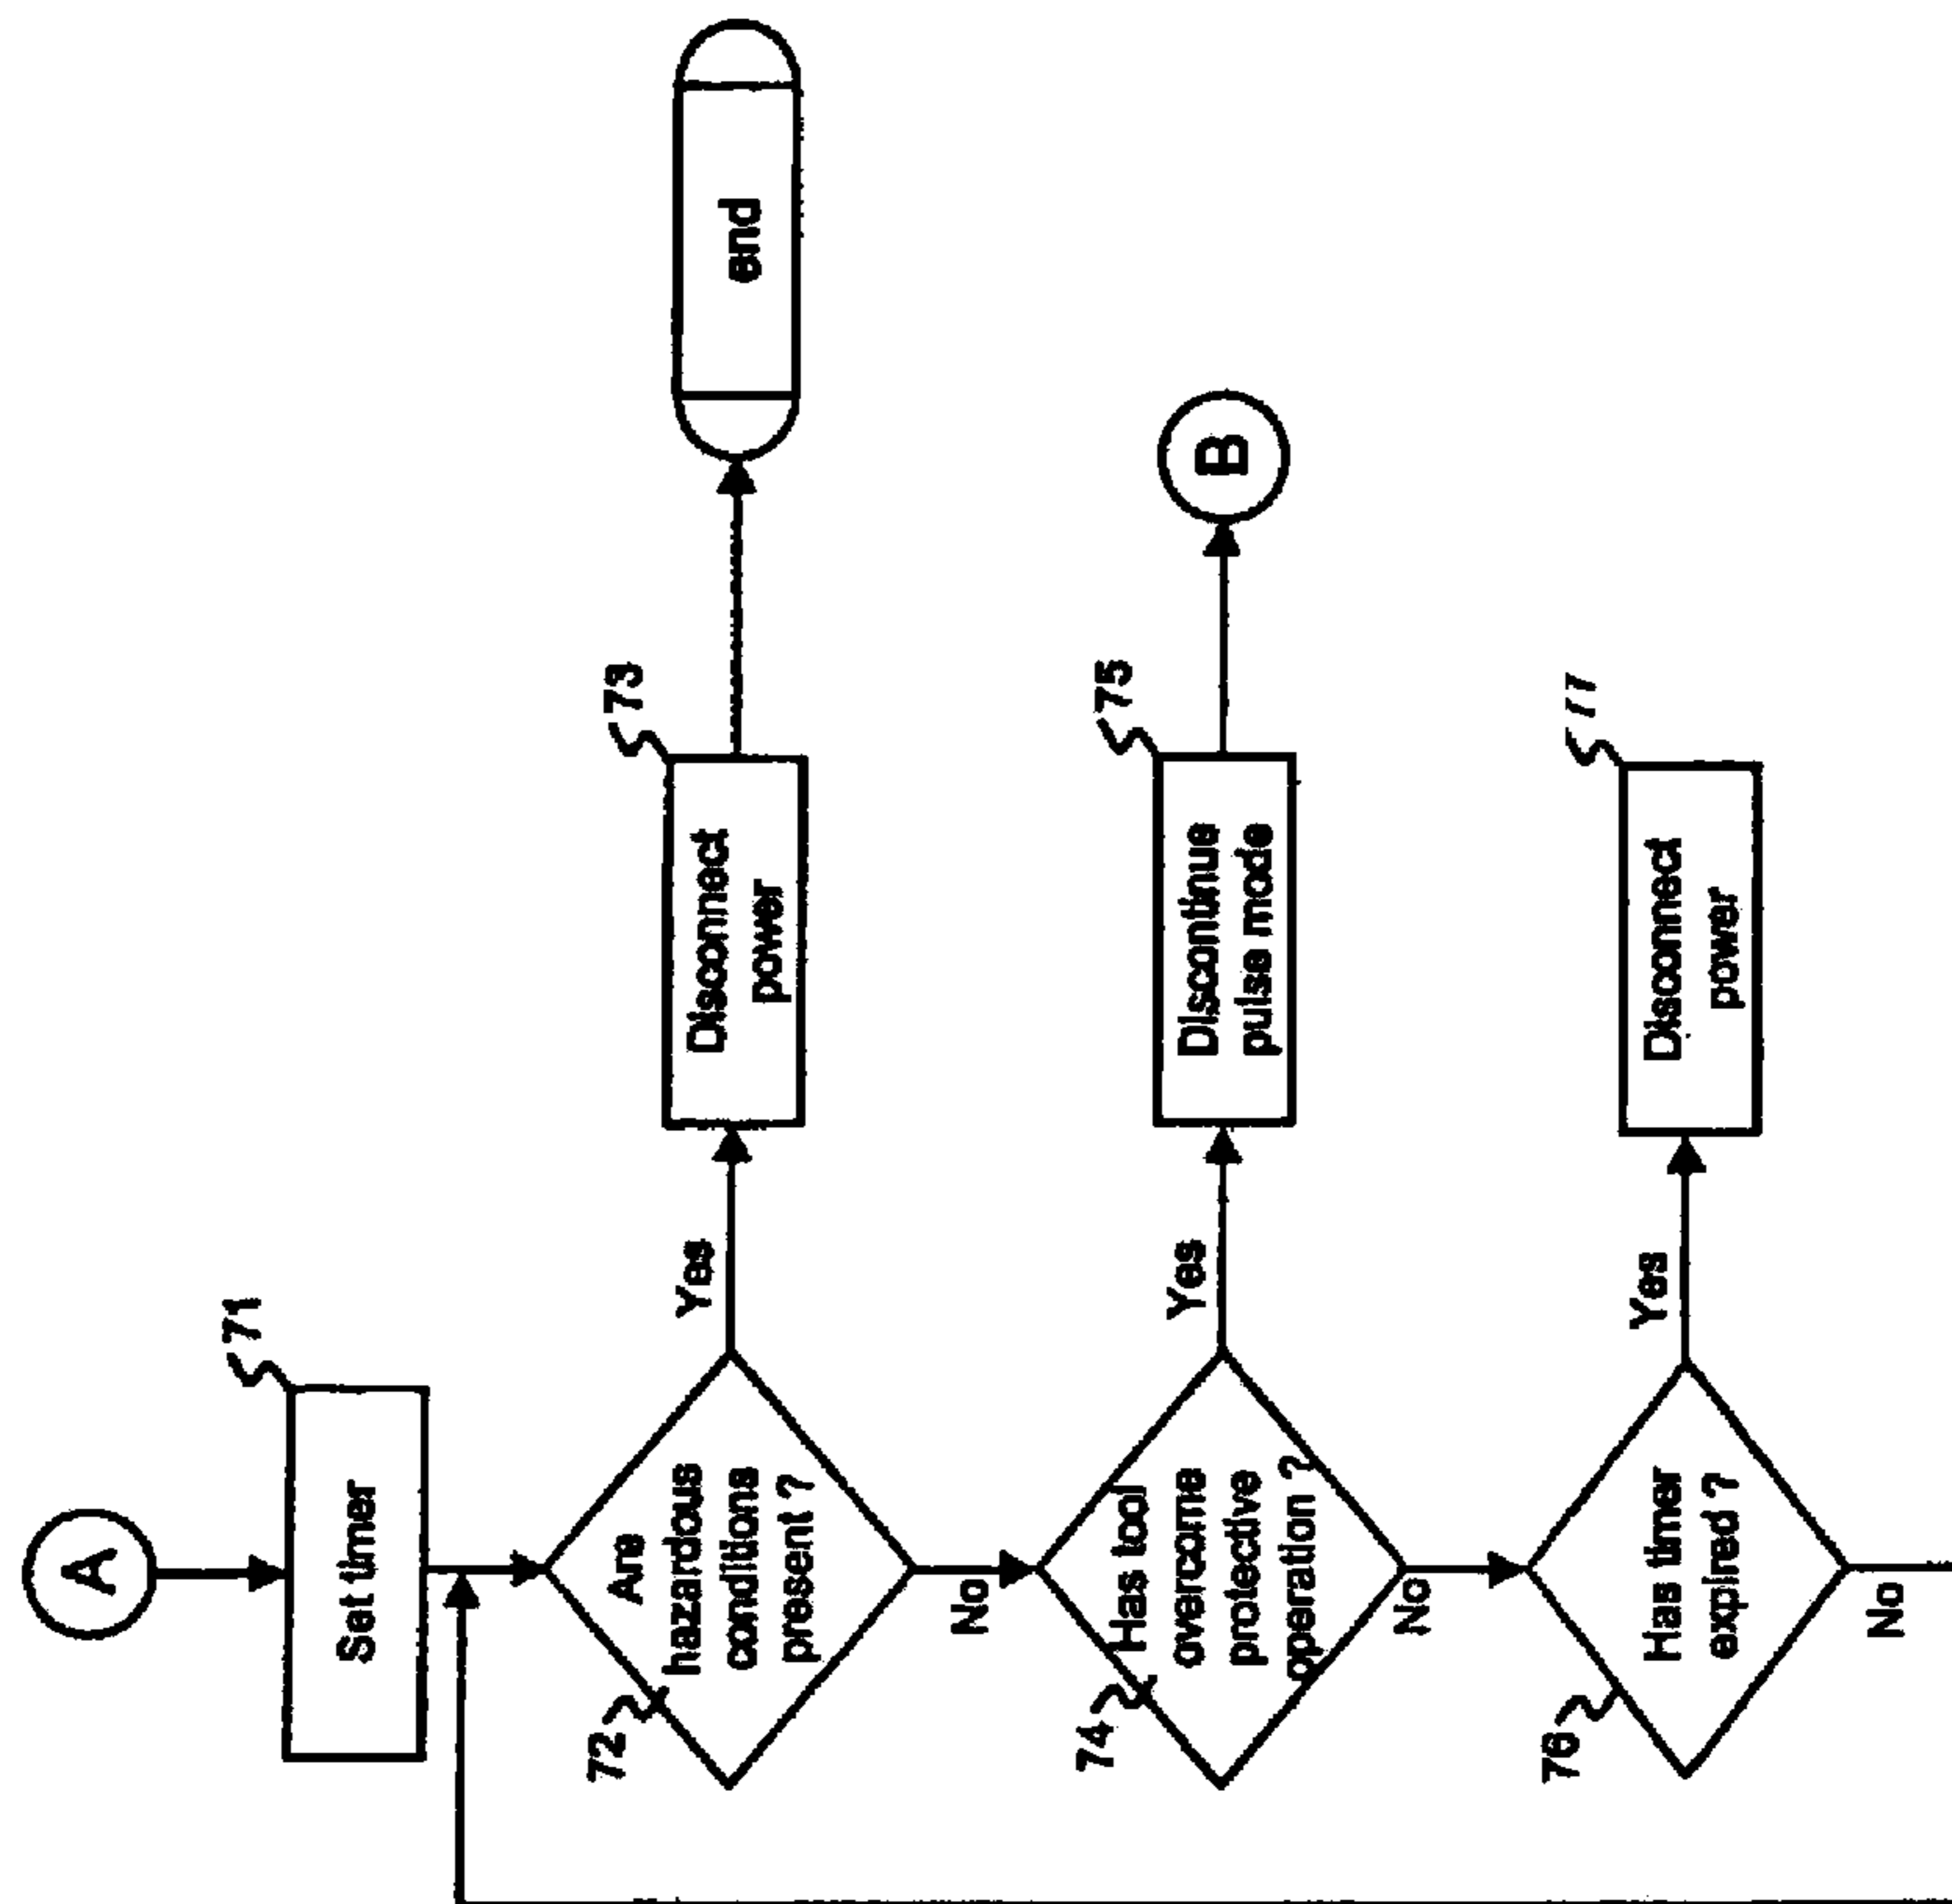 A
71
Set timer
72
Are
hazardous
conditions
present ?
Yes
73
Disconnect
power
end
No
74
Has tool
overcome
protective
operation ?
Yes
75
Discontinue
pulse mode
B
No
76
Has timer
expired ?
Yes
77
Disconnect
power
No